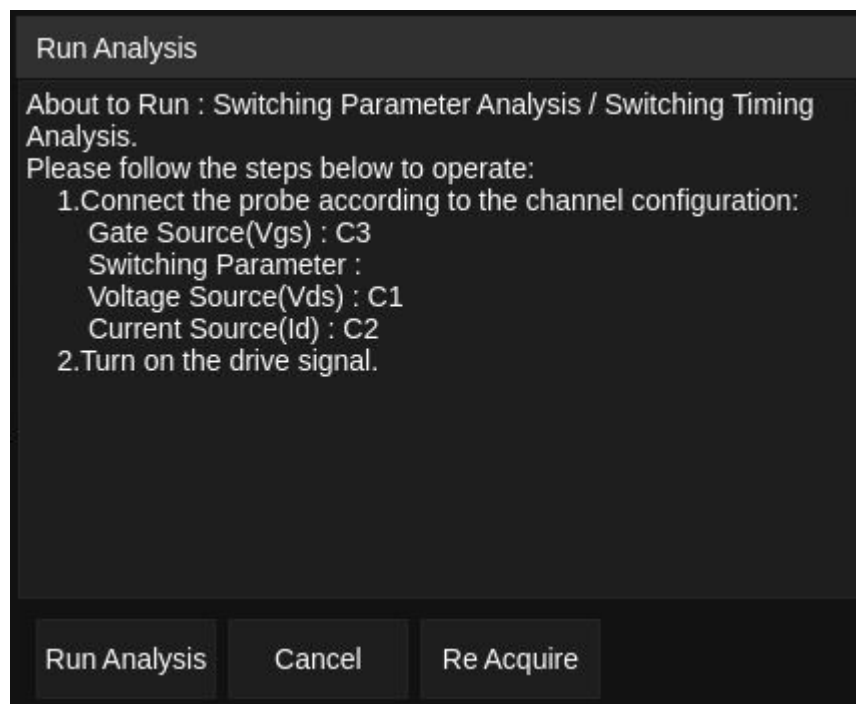 Run Analysis
About to Run : Switching Parameter Analysis / Switching Timing
Analysis.
Please follow the steps below to operate:
1.Connect the probe according to the channel configuration:
Gate Source(Vgs) : C3
Switching Parameter :
Voltage Source(Vds) : C1
Current Source(Id) : C2
2.Turn on the drive signal.
Run Analysis Cancel Re Acquire